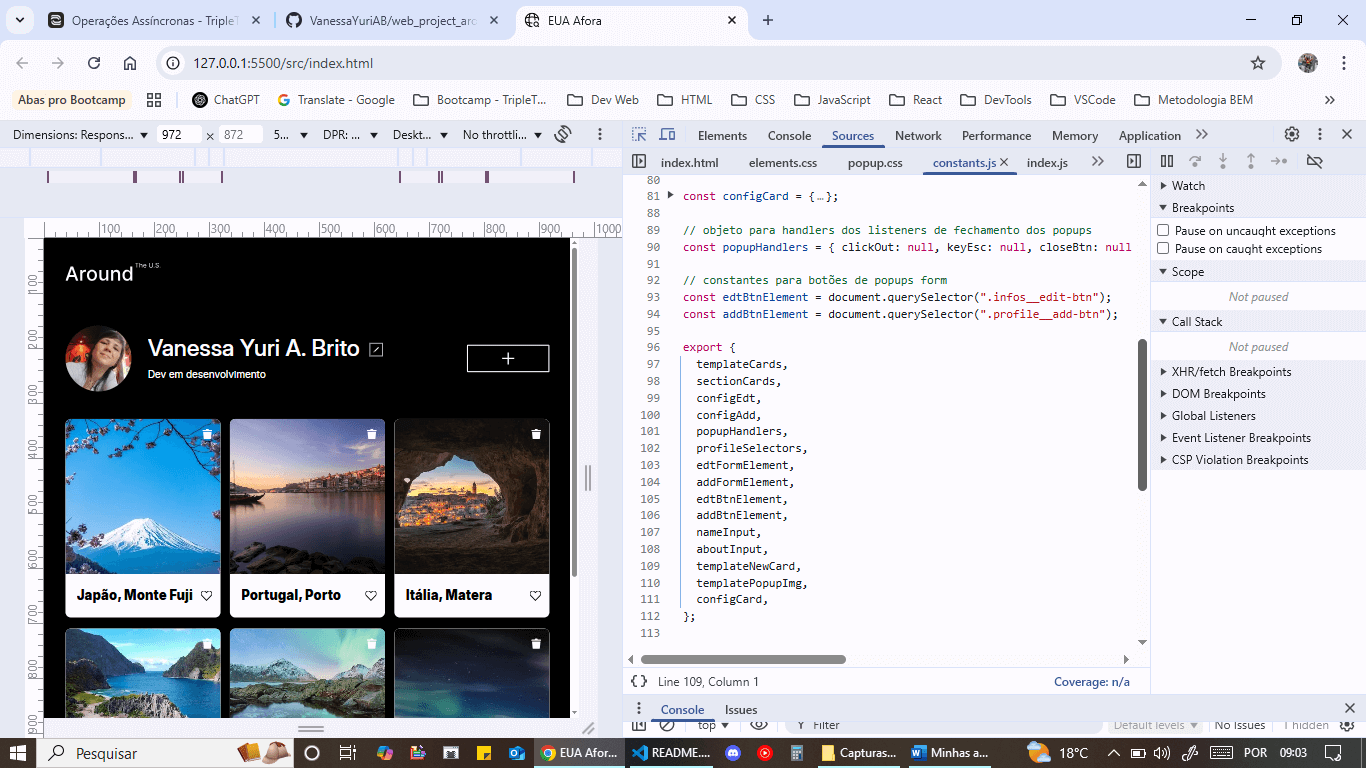 Operações Assíncronas - TripleT
VanessaYuriAB/web_project_aro
EUA Afora
127.0.0.1:5500/src/index.html
Abas pro Bootcamp
ChatGPT
Translate - Google
Bootcamp - TripleT...
Dev Web
HTML
CSS
JavaScript
React
DevTools
VSCode
Metodologia BEM
Dimensions: Respons...
972
×
872
5...
DPR: ...
Deskt...
No throttli...
Elements
Console
Sources
Network
Performance
Memory
Application
index.html
elements.css
popup.css
constants.js
index.js
100
200
300
400
500
600
700
800
900
1000
100
200
300
400
500
600
700
800
900
Around
The U.S.
Vanessa Yuri A. Brito
Dev em desenvolvimento
Japão, Monte Fuji
Portugal, Porto
Itália, Matera
80
81 const configCard = {…};
88
89 // objeto para handlers dos listeners de fechamento dos popups
90 const popupHandlers = { clickOut: null, keyEsc: null, closeBtn: null
91
92 // constantes para botões de popups form
93 const edtBtnElement = document.querySelector(".infos__edit-btn");
94 const addBtnElement = document.querySelector(".profile__add-btn");
95
96 export {
97 templateCards,
98 sectionCards,
99 configEdt,
100 configAdd,
101 popupHandlers,
102 profileSelectors,
103 edtFormElement,
104 addFormElement,
105 edtBtnElement,
106 addBtnElement,
107 nameInput,
108 aboutInput,
109 templateNewCard,
110 templatePopupImg,
111 configCard,
112 };
113
Line 109, Column 1
Coverage: n/a
Watch
Breakpoints
Pause on uncaught exceptions
Pause on caught exceptions
Scope
Not paused
Call Stack
Not paused
XHR/fetch Breakpoints
DOM Breakpoints
Global Listeners
Event Listener Breakpoints
CSP Violation Breakpoints
Console
Issues
top
Filter
Default levels
No Issues
1 hidden
Pesquisar
EUA Afor...
README....
Capturas...
Minhas a...
18°C
POR
09:03